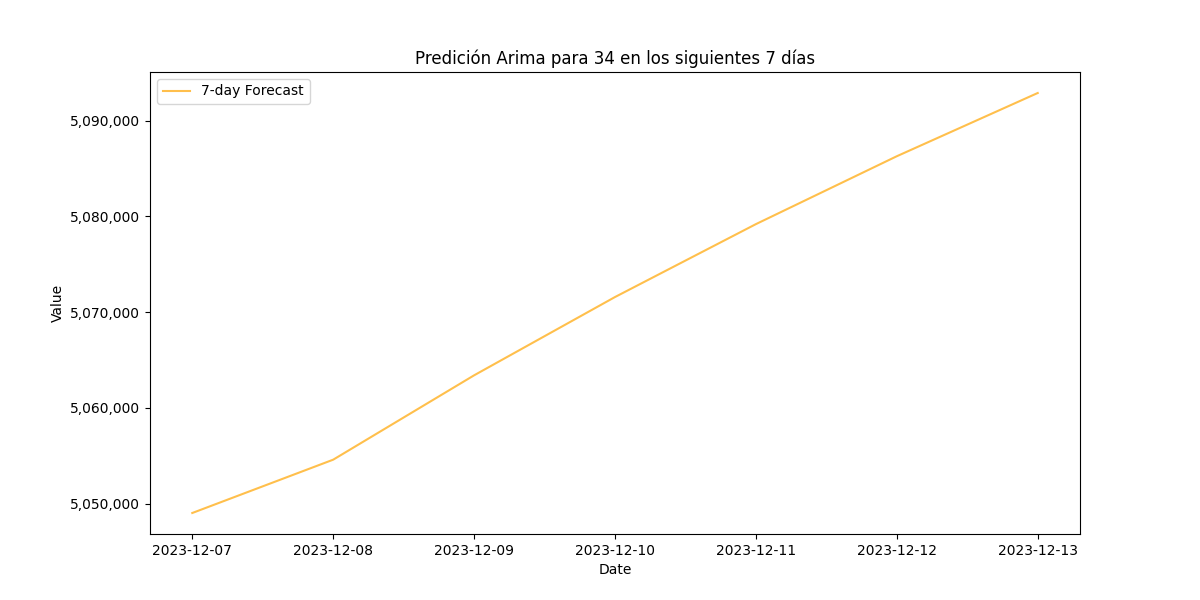 Predición Arima para 34 en los siguientes 7 días
7-day Forecast
5,090,000
5,080,000
5,070,000
5,060,000
5,050,000
Value
2023-12-07 2023-12-08 2023-12-09 2023-12-10 2023-12-11 2023-12-12 2023-12-13
Date